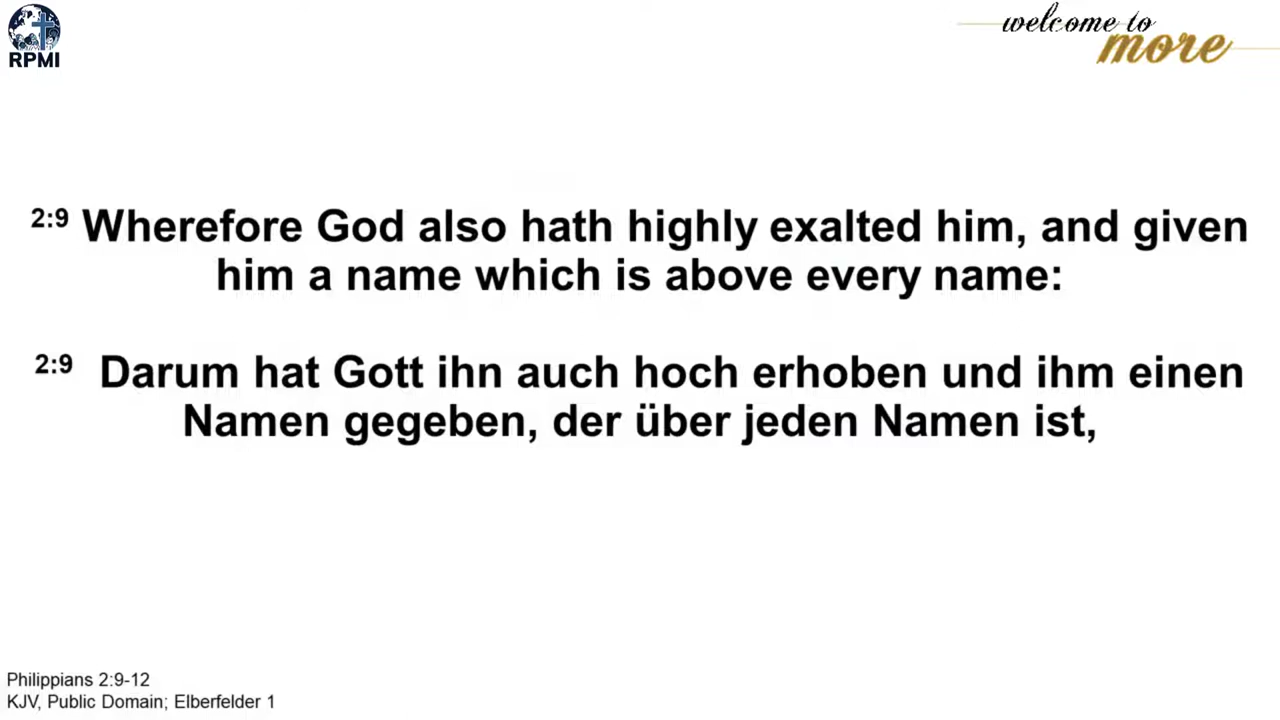 RPMI
welcome to
more
2:9 Wherefore God also hath highly exalted him, and given
him a name which is above every name:
2:9 Darum hat Gott ihn auch hoch erhoben und ihm einen
Namen gegeben, der über jeden Namen ist,
Philippians 2:9-12
KJV, Public Domain; Elberfelder 1